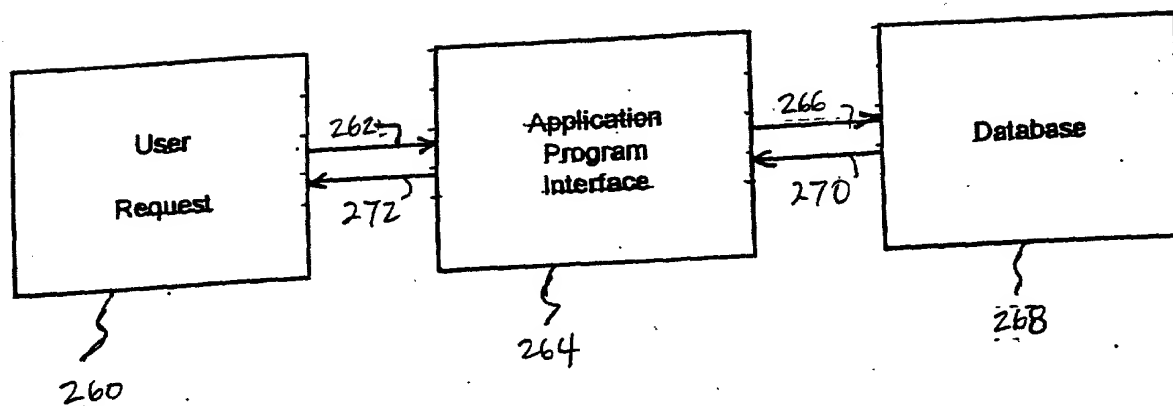 User
Request
262
272
Application
Program
Interface
266
270
Database
260
264
268